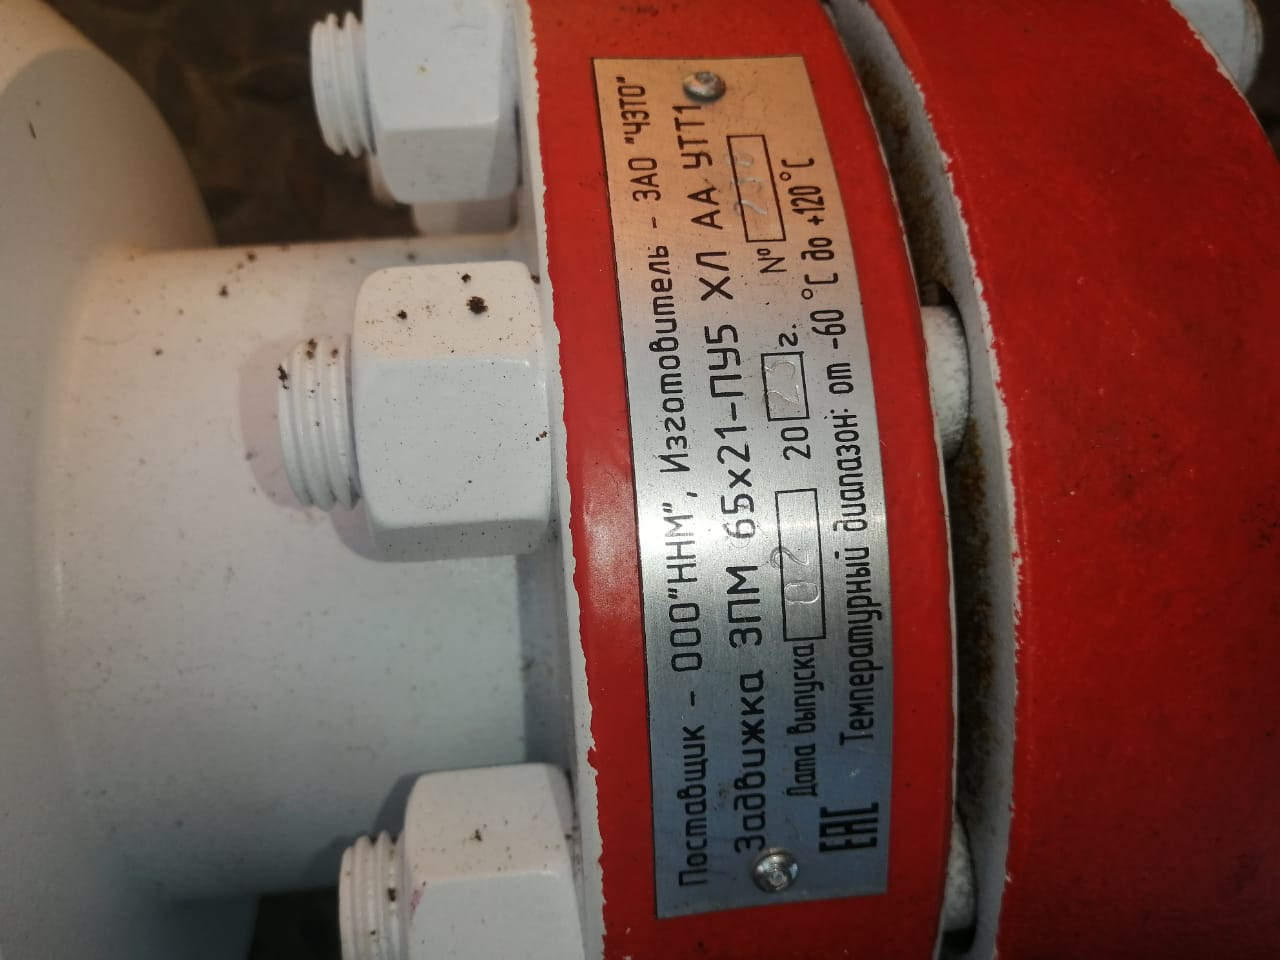 Поставщик - ООО"ННМ", Изготовитель - ЗАО "ЧЗТО"
Задвижка ЗПМ 65х21-ПУ5 ХЛ АА УТТ1
Дата выпуска 02 2023 г. №
ЕАС Температурный диапазон: от -60 °С до +120°С